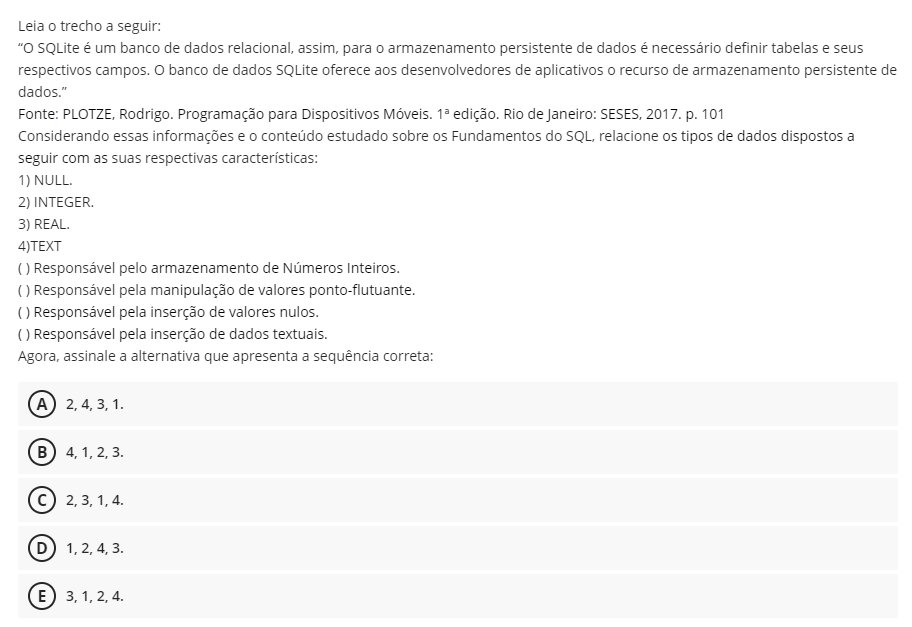 Leia o trecho a seguir:
“O SQLite é um banco de dados relacional, assim, para o armazenamento persistente de dados é necessário definir tabelas e seus
respectivos campos. O banco de dados SQLite oferece aos desenvolvedores de aplicativos o recurso de armazenamento persistente de
dados.”
Fonte: PLOTZE, Rodrigo. Programação para Dispositivos Móveis. 1ª edição. Rio de Janeiro: SESES, 2017. p. 101
Considerando essas informações e o conteúdo estudado sobre os Fundamentos do SQL, relacione os tipos de dados dispostos a
seguir com as suas respectivas características:
1) NULL.
2) INTEGER.
3) REAL.
4)TEXT
( ) Responsável pelo armazenamento de Números Inteiros.
( ) Responsável pela manipulação de valores ponto-flutuante.
( ) Responsável pela inserção de valores nulos.
( ) Responsável pela inserção de dados textuais.
Agora, assinale a alternativa que apresenta a sequência correta:
A 2, 4, 3, 1.
B 4, 1, 2, 3.
C 2, 3, 1, 4.
D 1, 2, 4, 3.
E 3, 1, 2, 4.